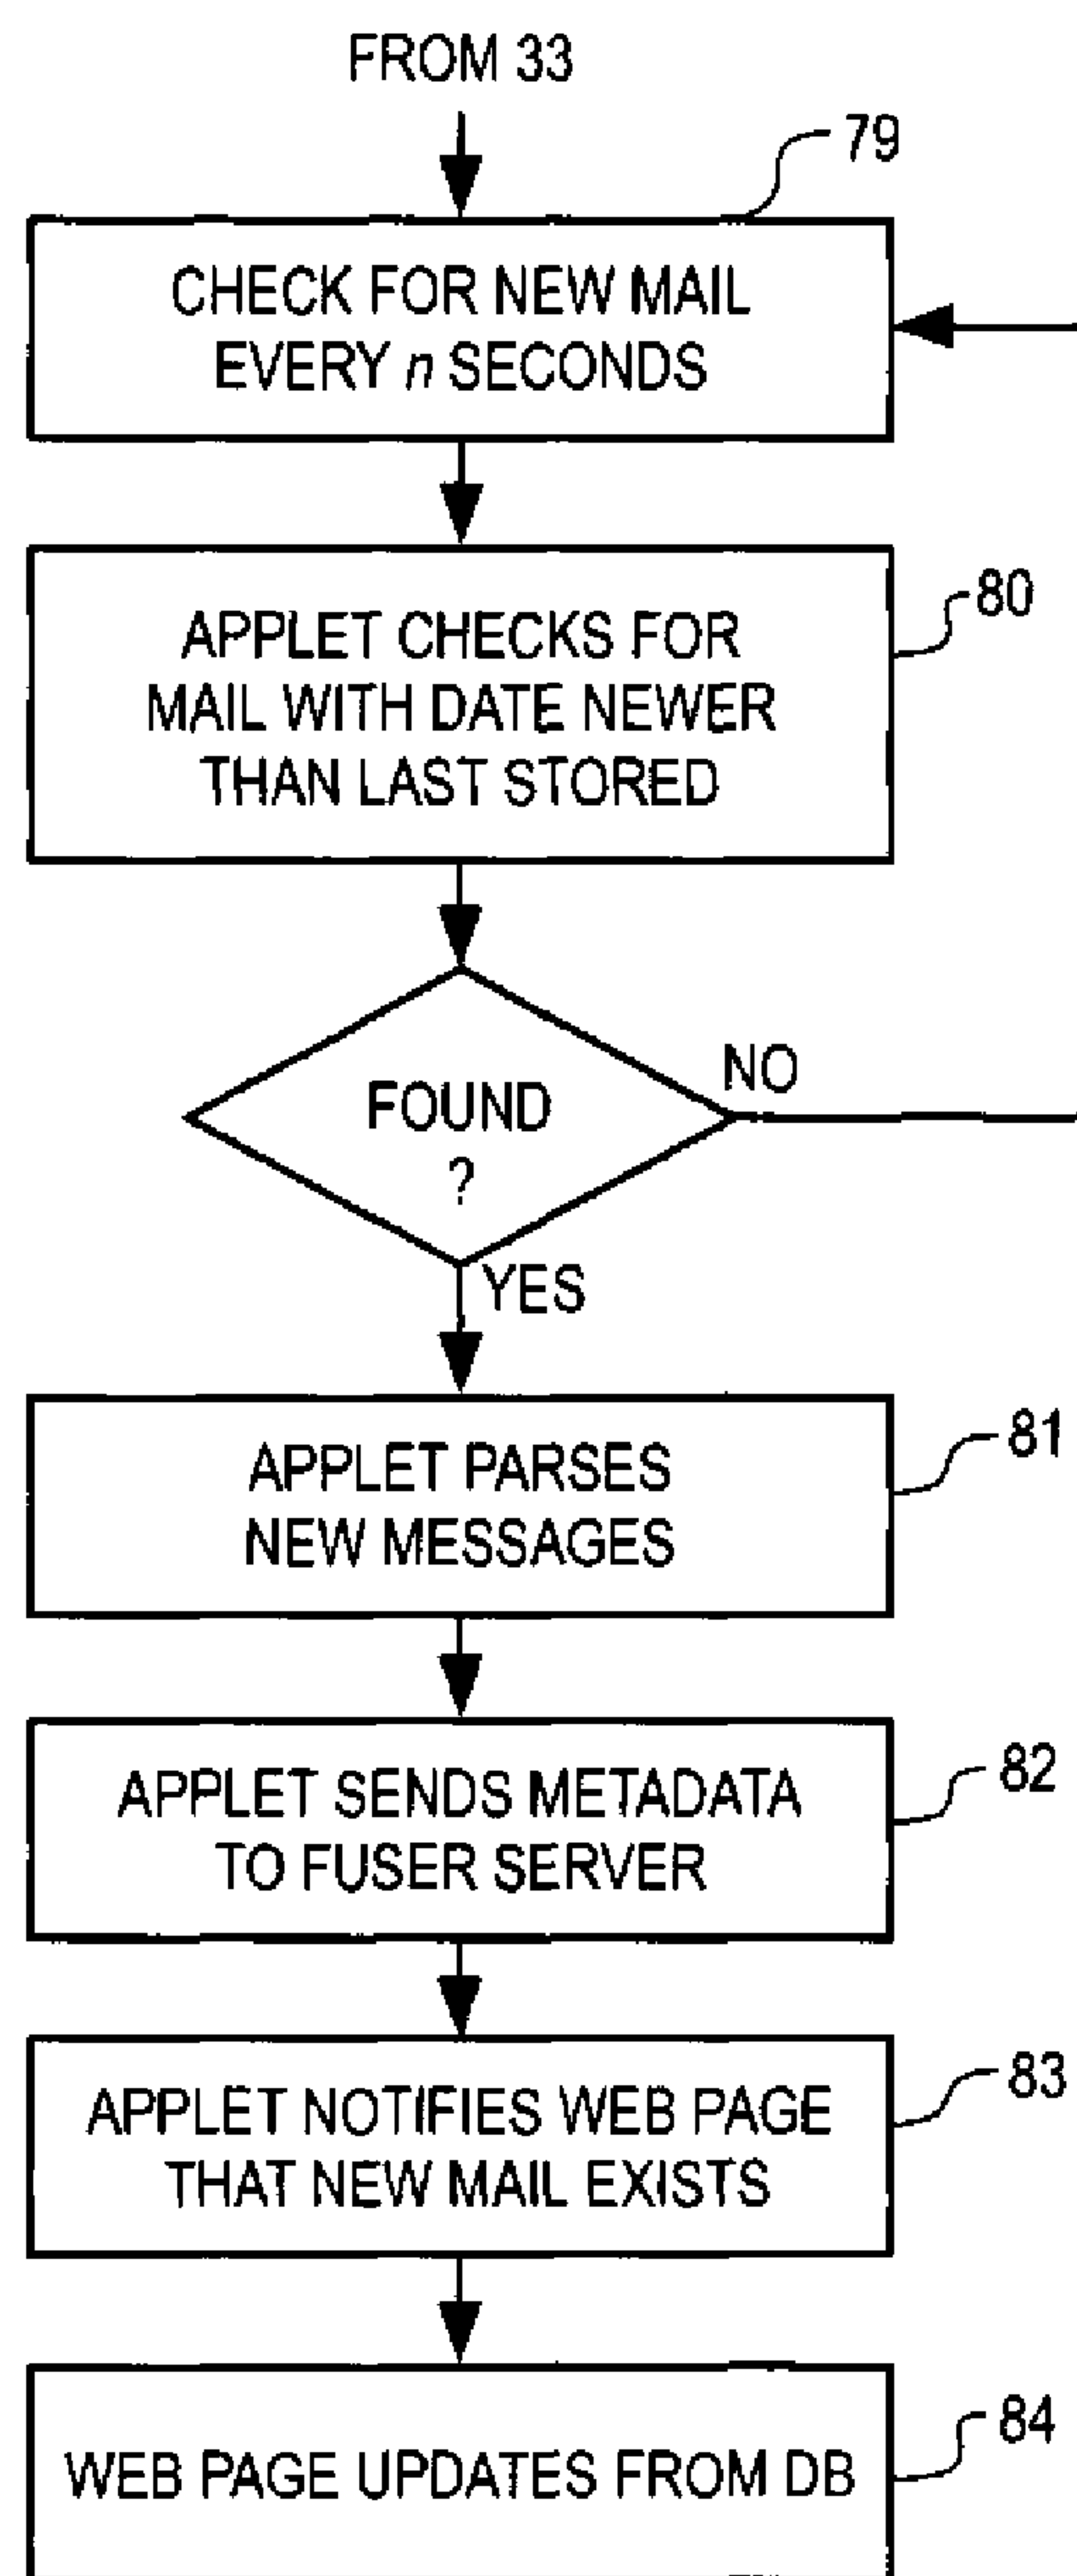 FROM 33
79
CHECK FOR NEW MAIL
EVERY n SECONDS
80
APPLET CHECKS FOR
MAIL WITH DATE NEWER
THAN LAST STORED
NO
FOUND
?
YES
81
APPLET PARSES
NEW MESSAGES
82
APPLET SENDS METADATA
TO FUSER SERVER
83
APPLET NOTIFIES WEB PAGE
THAT NEW MAIL EXISTS
84
WEB PAGE UPDATES FROM DB